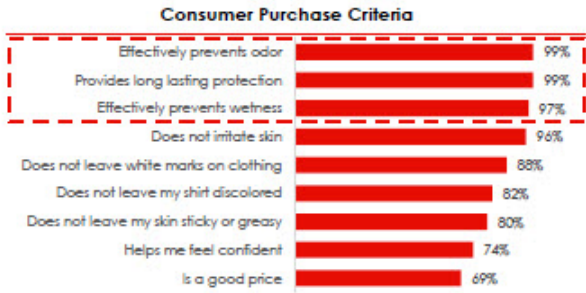 Consumer Purchase Criteria
Effectively prevents odor 99%
Provides long lasting protection 99%
Effectively prevents wetness 97%
Does not irritate skin 96%
Does not leave white marks on clothing 88%
Does not leave my shirt discolored 82%
Does not leave my skin sticky or greasy 80%
Helps me feel confident 74%
Is a good price 69%